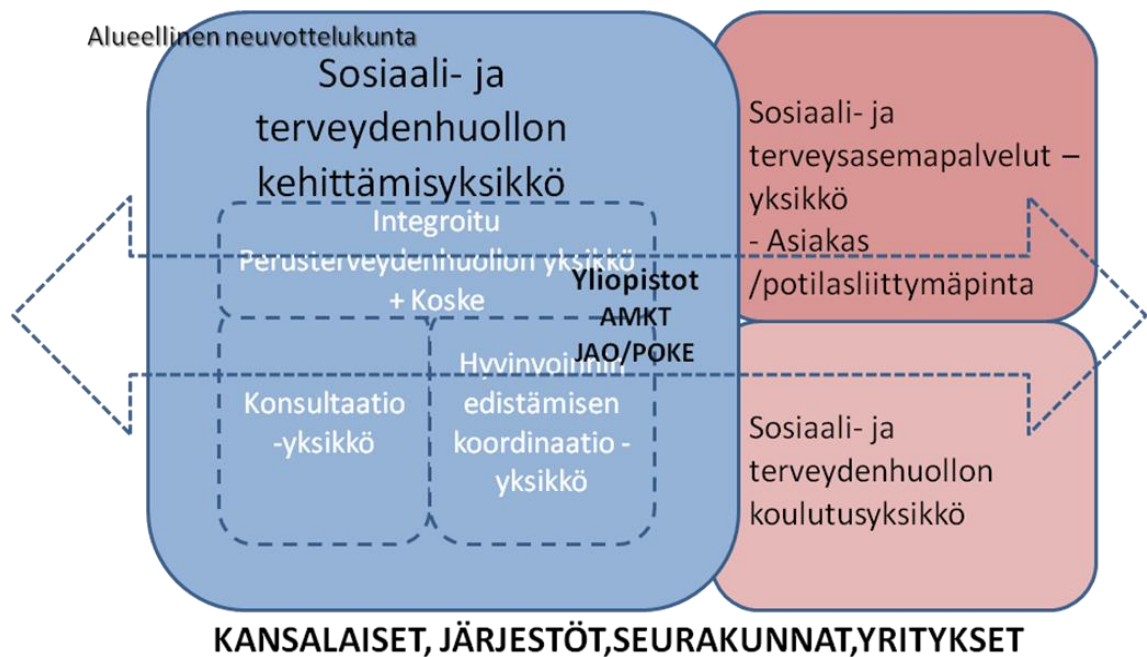 Alueellinen neuvottelukunta
Sosiaali- ja
terveydenhuollon
kehittämisyksikkö
Integroitu
Perusterveydenhuollon yksikkö
+ Koske
Konsultaatio
-yksikkö
Hyvinvoinnin
edistämisen
koordinaatio -
yksikkö
Yliopistot
AMKT
JAO/POKE
Sosiaali- ja
terveysasemapalvelut –
yksikkö
- Asiakas
/potilasliittymäpinta
Sosiaali- ja
terveydenhuollon
koulutusyksikkö
KANSALAISET, JÄRJESTÖT,SEURAKUNNAT,YRITYKSET